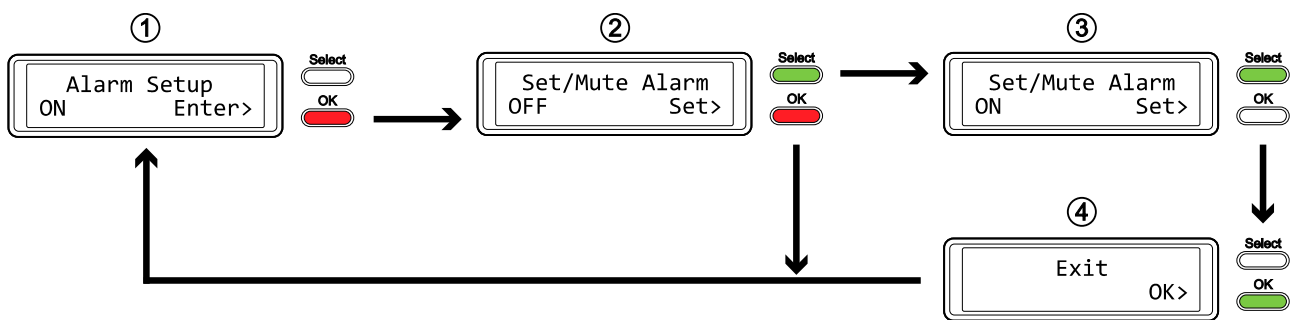 ①
Alarm Setup
ON Enter>
Select
OK
②
Set/Mute Alarm
OFF Set>
Select
OK
③
Set/Mute Alarm
ON Set>
Select
OK
④
Exit
OK>
Select
OK